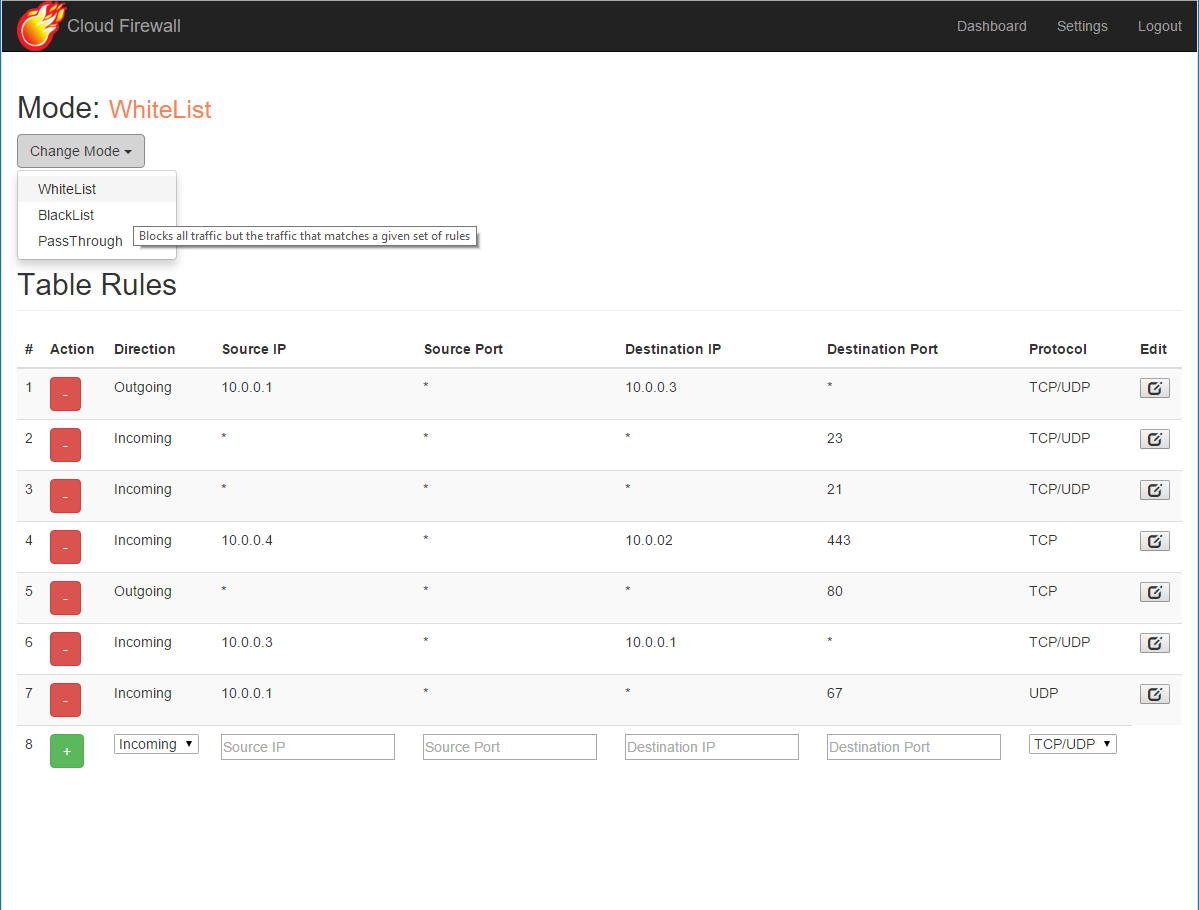 Cloud Firewall Dashboard Settings Logout
Mode: WhiteList
Change Mode
WhiteList
BlackList
PassThrough
Blocks all traffic but the traffic that matches a given set of rules
Table Rules
# Action Direction Source IP Source Port Destination IP Destination Port Protocol Edit
1 - Outgoing 10.0.0.1 * 10.0.0.3 * TCP/UDP
2 - Incoming * * * 23 TCP/UDP
3 - Incoming * * * 21 TCP/UDP
4 - Incoming 10.0.0.4 * 10.0.02 443 TCP
5 - Outgoing * * * 80 TCP
6 - Incoming 10.0.0.3 * 10.0.0.1 * TCP/UDP
7 - Incoming 10.0.0.1 * * 67 UDP
8 + Incoming Source IP Source Port Destination IP Destination Port TCP/UDP